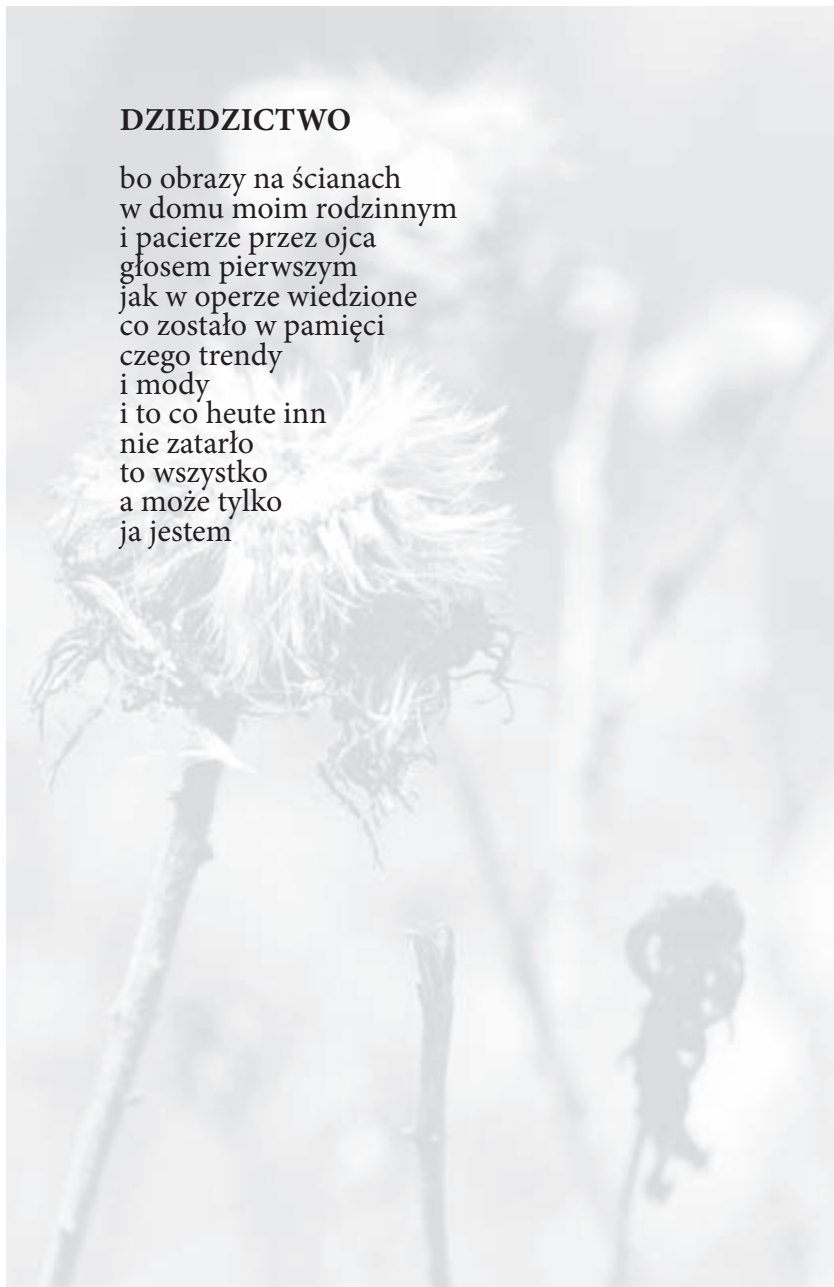 DZIEDZICTWO
bo obrazy na ścianach
w domu moim rodzinnym
i pacierze przez ojca
głosem pierwszym
jak w operze wiedzione
co zostało w pamięci
czego trendy
i mody
i to co heute inn
nie zatarło
to wszystko
a może tylko
ja jestem